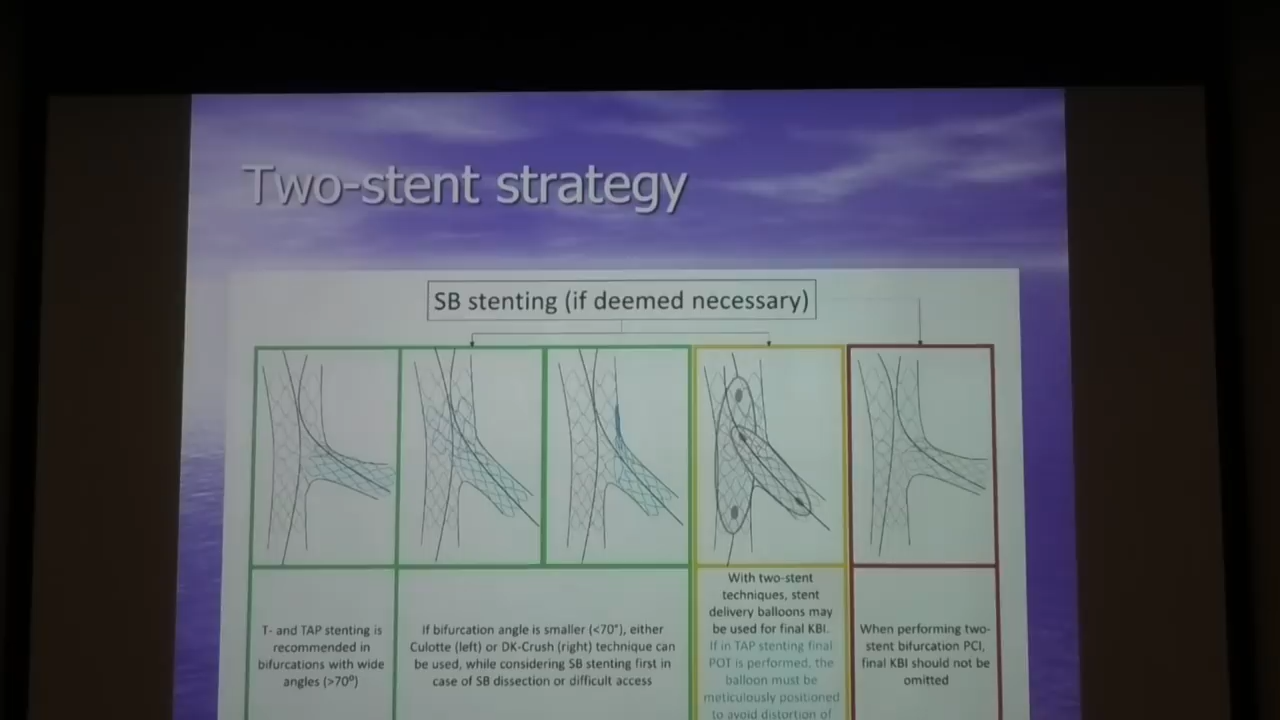 Two-stent strategy
SB stenting (if deemed necessary)
T- and TAP stenting is
recommended in
bifurcations with wide
angles (>70°)
If bifurcation angle is smaller (<70°), either
Culotte (left) or DK-Crush (right) technique can
be used, while considering SB stenting first in
case of SB dissection or difficult access
With two-stent
techniques, stent
delivery balloons may
be used for final KBI.
If in TAP stenting final
POT is performed, the
balloon must be
meticulously positioned
to avoid distortion of
When performing two-
stent bifurcation PCI,
final KBI should not be
omitted